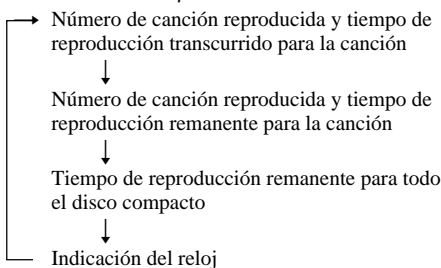 Número de canción reproducida y tiempo de
reproducción transcurrido para la canción
Número de canción reproducida y tiempo de
reproducción remanente para la canción
Tiempo de reproducción remanente para todo
el disco compacto
Indicación del reloj